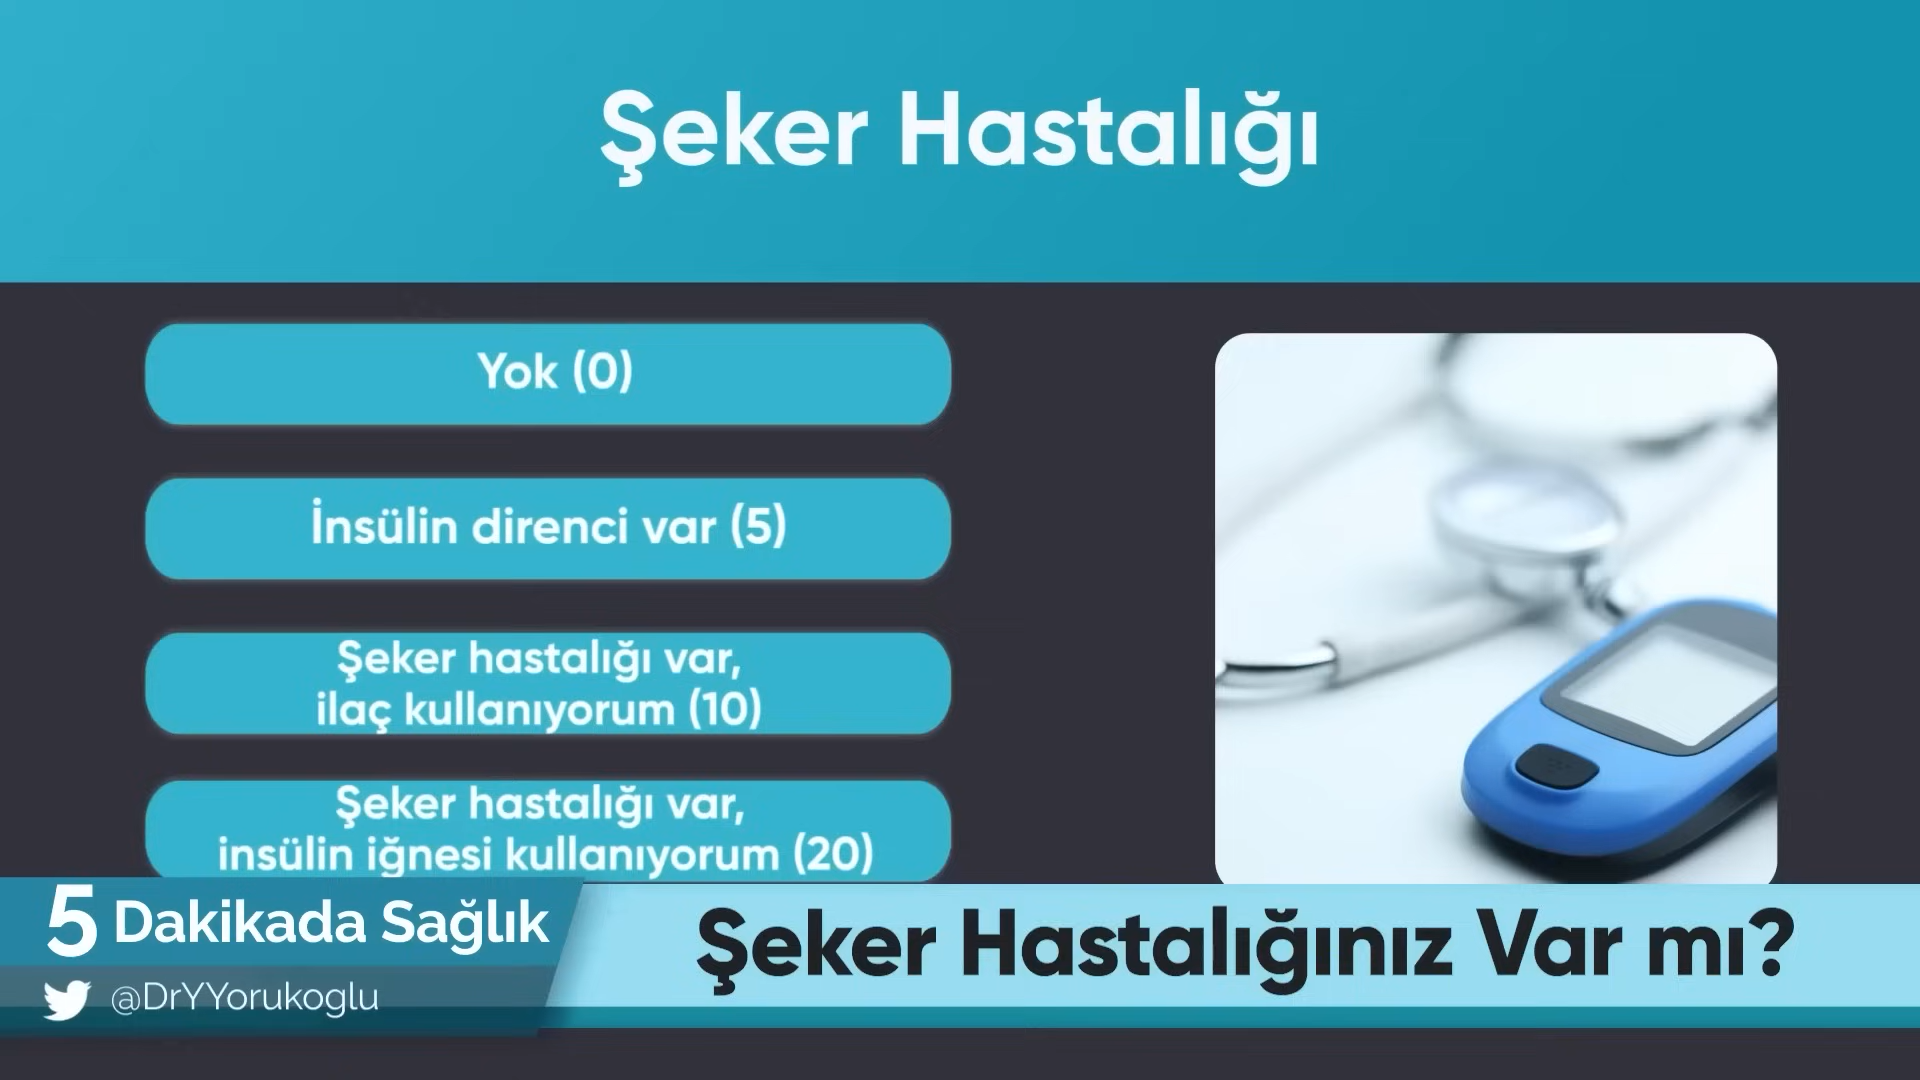 Şeker Hastalığı
Yok (0)
İnsülin direnci var (5)
Şeker hastalığı var,
ilaç kullanıyorum (10)
Şeker hastalığı var,
insülin iğnesi kullanıyorum (20)
5 Dakikada Sağlık
@DrYYorukoglu
Şeker Hastalığınız Var mı?